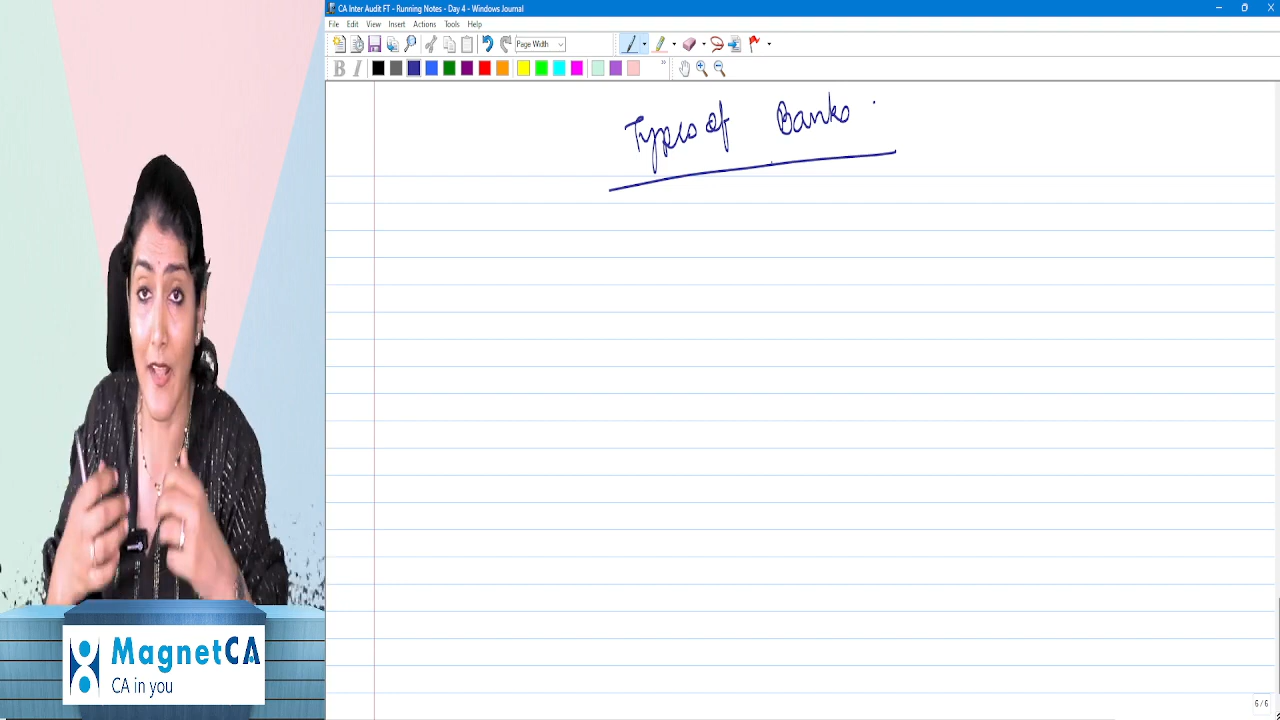 CA Inter Audit FT - Running Notes - Day 4 - Windows Journal
File Edit View Insert Actions Tools Help
Page Width
B I
Types of Banks
MagnetCA
CA in you
6 / 6